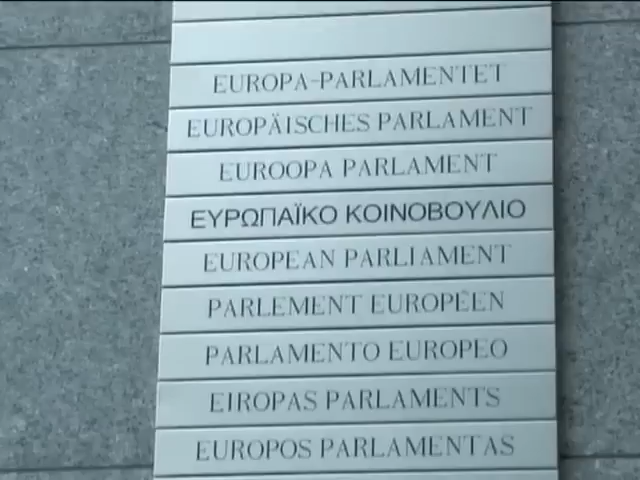 EUROPA-PARLAMENTET
EUROPÄISCHES PARLAMENT
EUROOPA PARLAMENT
ΕΥΡΩΠΑΪΚΟ ΚΟΙΝΟΒΟΥΛΙΟ
EUROPEAN PARLIAMENT
PARLEMENT EUROPÉEN
PARLAMENTO EUROPEO
EIROPAS PARLAMENTS
EUROPOS PARLAMENTAS